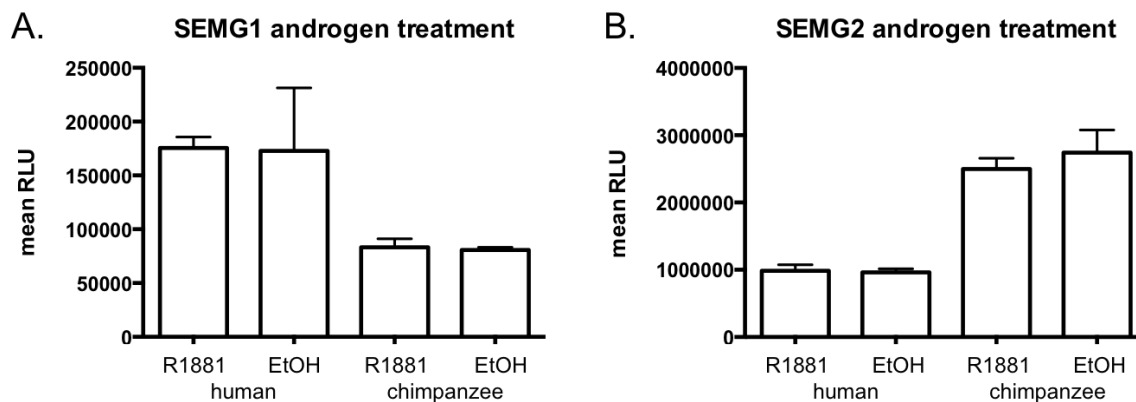 A.
SEMG1 androgen treatment
mean RLU
250000
200000
150000
100000
50000
0
R1881 EtOH R1881 EtOH
human chimpanzee
B.
SEMG2 androgen treatment
mean RLU
4000000
3000000
2000000
1000000
0
R1881 EtOH R1881 EtOH
human chimpanzee